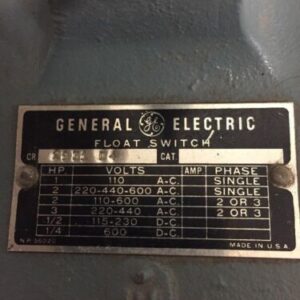 GENERAL GE ELECTRIC
FLOAT SWITCH
CR CAT.
HP. VOLTS AMP PHASE
1 110 A-C. SINGLE
2 220-440-600 A-C. SINGLE
2 110-600 A-C. 2 OR 3
3 220-440 A-C. 2 OR 3
1/2 115-230 D-C.
1/4 600 D-C.
MADE IN U.S.A.